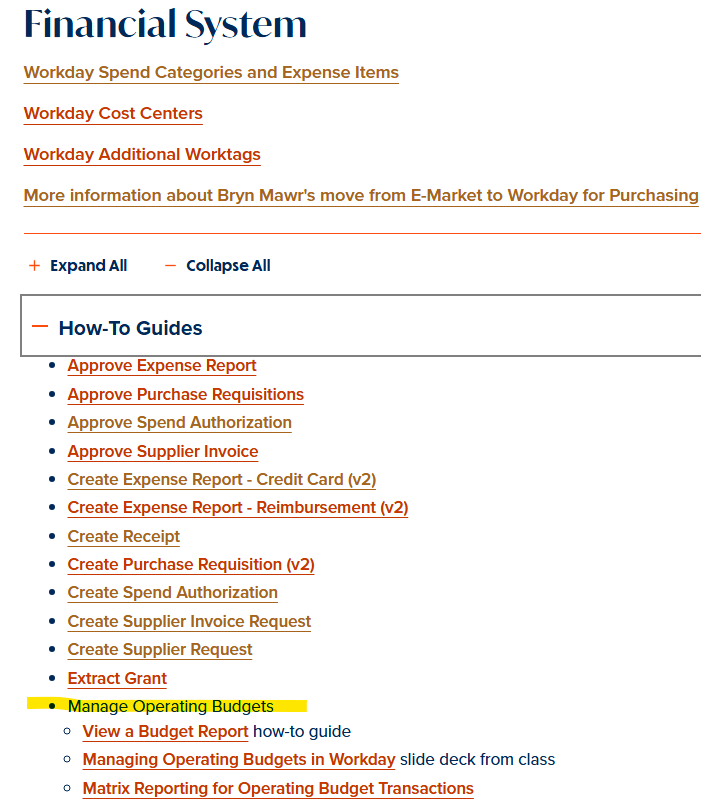 Financial System
Workday Spend Categories and Expense Items
Workday Cost Centers
Workday Additional Worktags
More information about Bryn Mawr's move from E-Market to Workday for Purchasing
+ Expand All — Collapse All
— How-To Guides
• Approve Expense Report
• Approve Purchase Requisitions
• Approve Spend Authorization
• Approve Supplier Invoice
• Create Expense Report - Credit Card (v2)
• Create Expense Report - Reimbursement (v2)
• Create Receipt
• Create Purchase Requisition (v2)
• Create Spend Authorization
• Create Supplier Invoice Request
• Create Supplier Request
• Extract Grant
• Manage Operating Budgets
◦ View a Budget Report how-to guide
◦ Managing Operating Budgets in Workday slide deck from class
◦ Matrix Reporting for Operating Budget Transactions